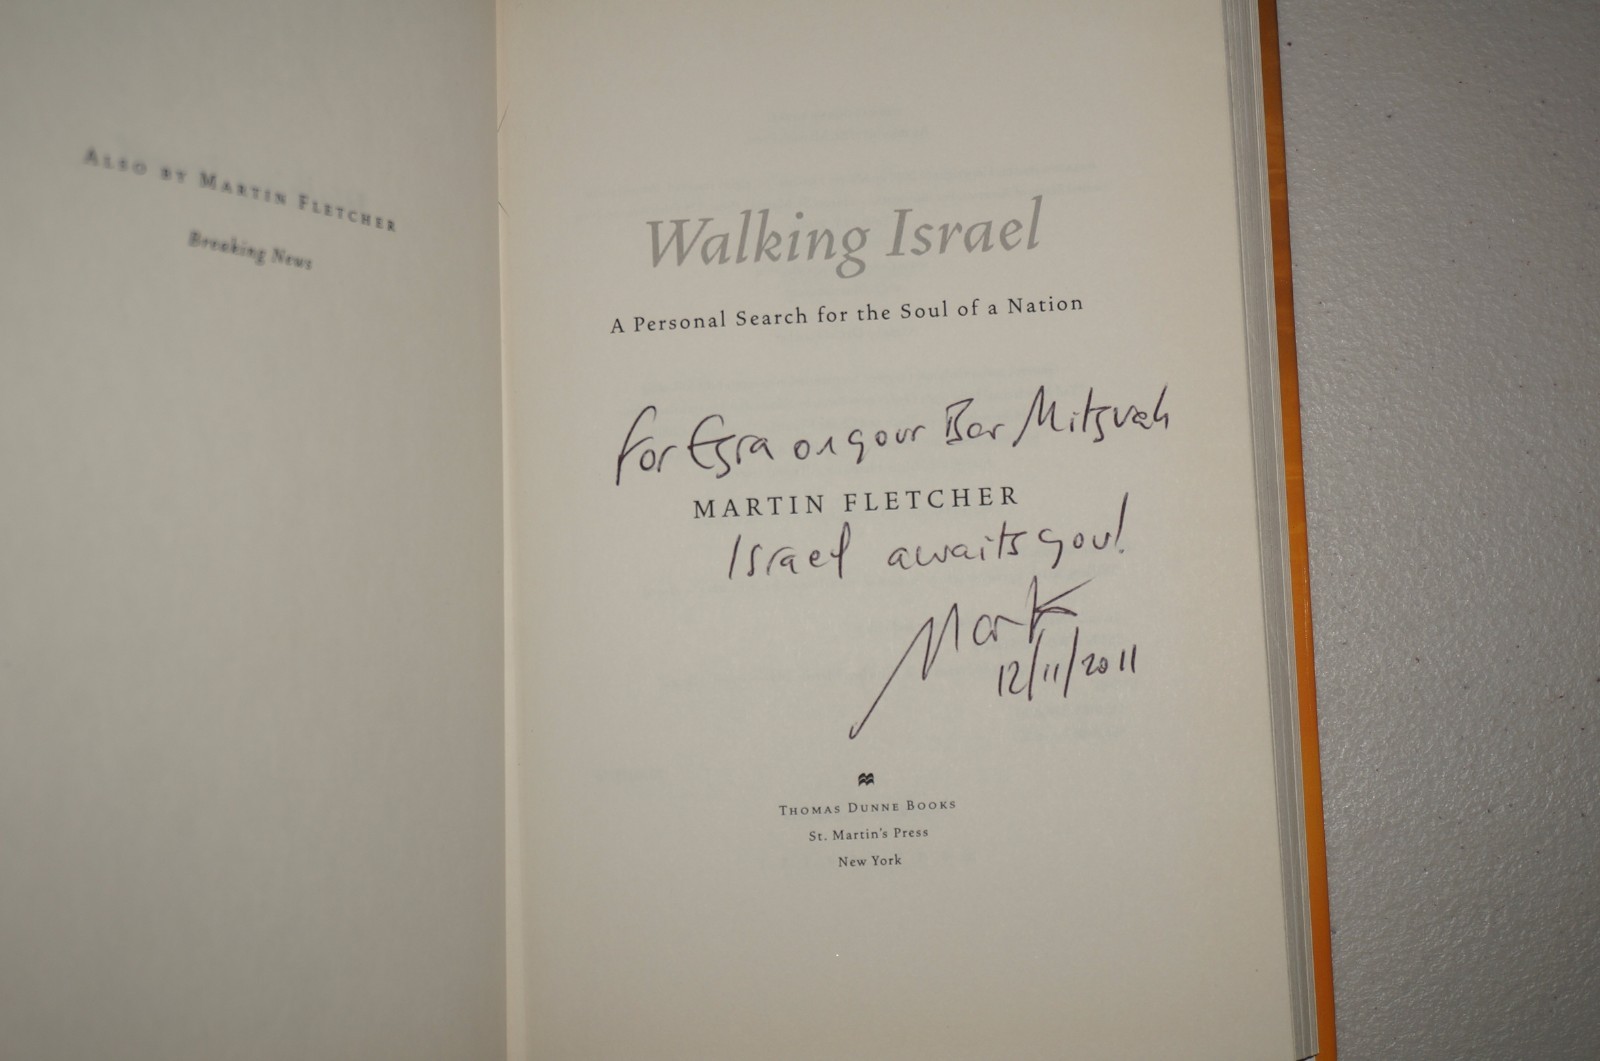 ALSO BY MARTIN FLETCHER
Breaking News
Walking Israel
A Personal Search for the Soul of a Nation
For Ezra on your Bar Mitzvah
MARTIN FLETCHER
Israel awaits you!
12/11/2011
THOMAS DUNNE BOOKS
St. Martin's Press
New York